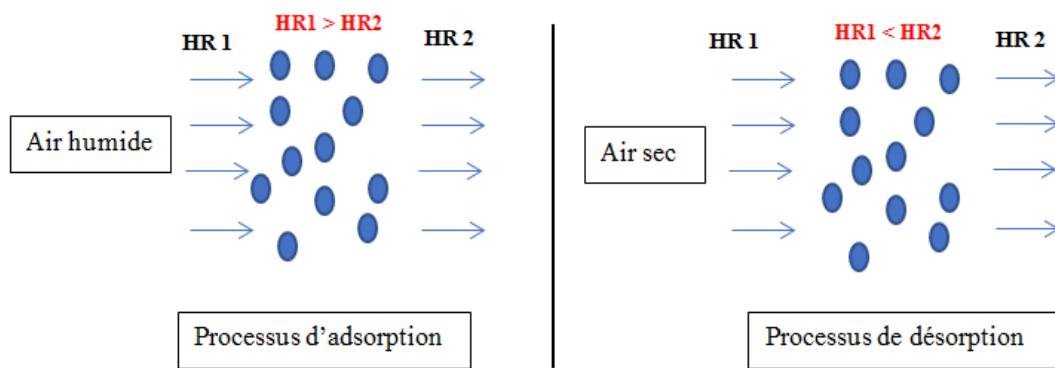 HR1 > HR2
HR 1
HR 2
Air humide
Processus d’adsorption
HR1 < HR2
HR 1
HR 2
Air sec
Processus de désorption